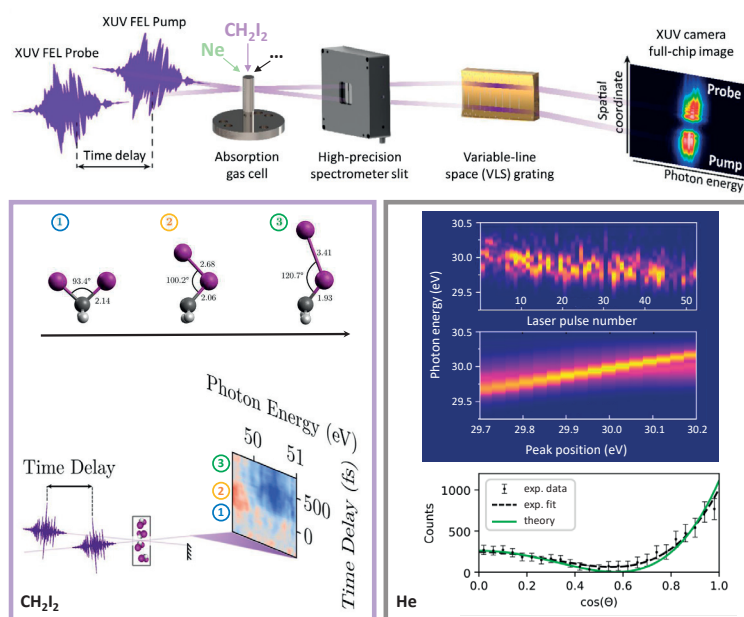 XUV FEL Pump
XUV FEL Probe
CH₂I₂
Ne
...
XUV camera
full-chip image
Probe
Pump
Spatial
coordinate
Photon energy
Time delay
Absorption
gas cell
High-precision
spectrometer slit
Variable-line
space (VLS) grating
1
2
3
93.4°
2.14
2.68
100.2°
2.06
3.41
120.7°
1.93
Photon Energy (eV)
50
51
3
2
1
500
0
Time Delay (fs)
Time Delay
CH₂I₂
30.5
30.0
29.5
10
20
30
40
50
Laser pulse number
Photon energy (eV)
30.5
30.0
29.5
29.7
29.8
29.9
30.0
30.1
30.2
Peak position (eV)
1000
500
0
Counts
exp. data
exp. fit
theory
0.0
0.2
0.4
0.6
0.8
1.0
cos(Θ)
He